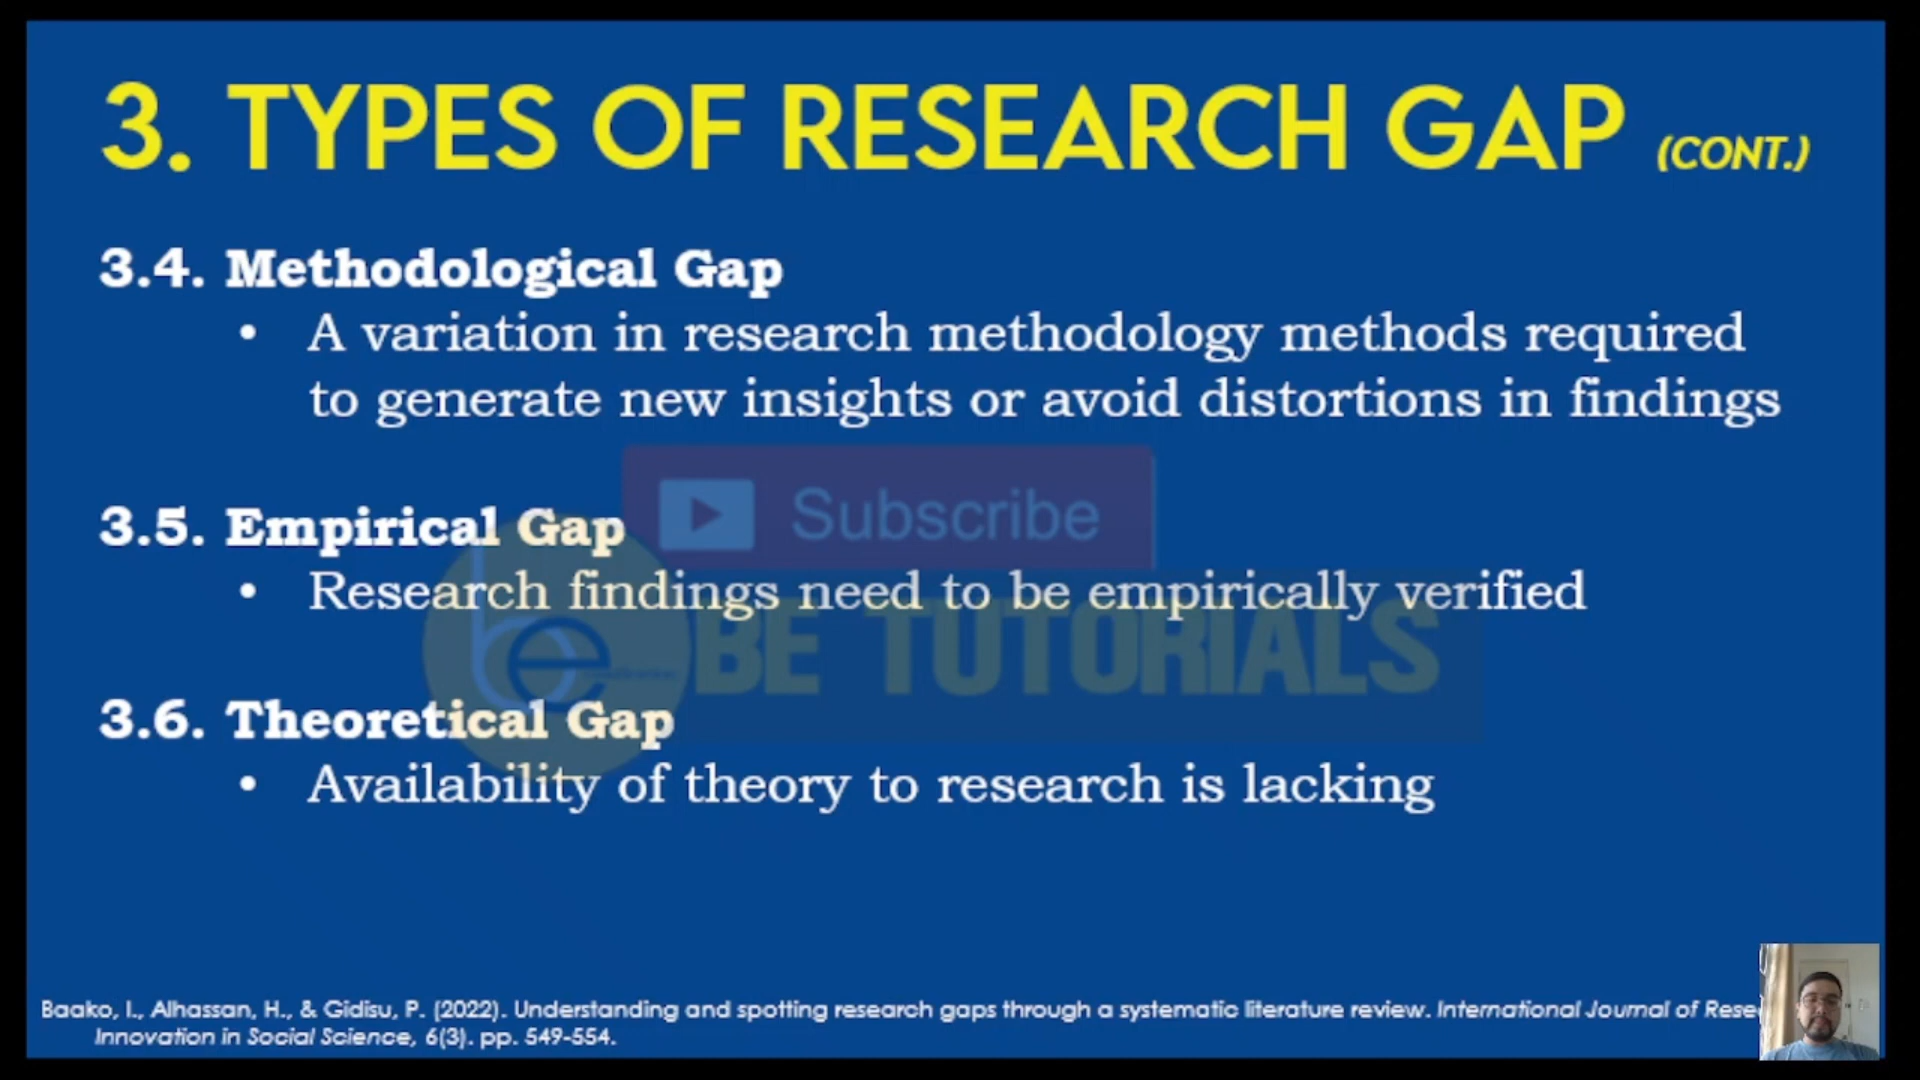 3. TYPES OF RESEARCH GAP (CONT.)
3.4. Methodological Gap
• A variation in research methodology methods required
to generate new insights or avoid distortions in findings
Subscribe
3.5. Empirical Gap
• Research findings need to be empirically verified
be
BE TUTORIALS
3.6. Theoretical Gap
• Availability of theory to research is lacking
Baako, I., Alhassan, H., & Gidisu, P. (2022). Understanding and spotting research gaps through a systematic literature review. International Journal of
Innovation in Social Science, 6(3). pp. 549-554.